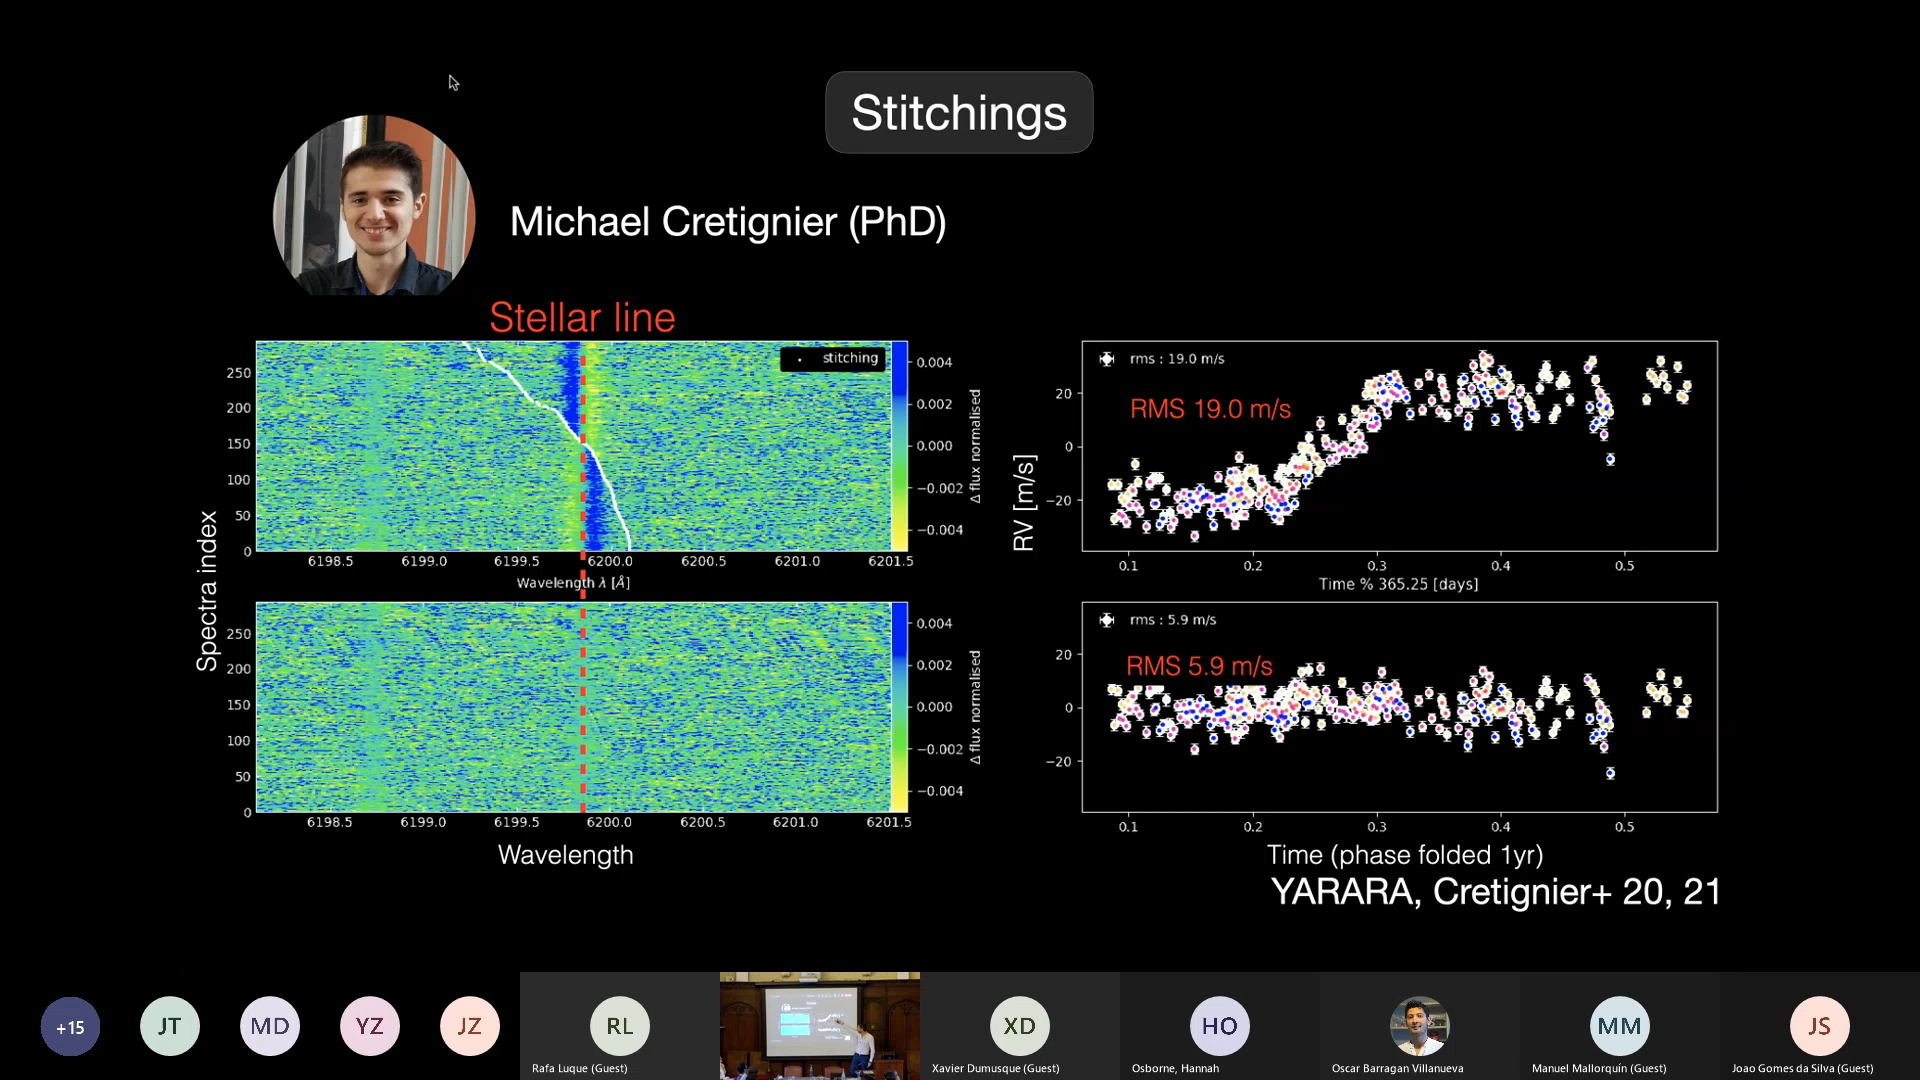 Stitchings
Michael Cretignier (PhD)
Stellar line
stitching
250
200
150
100
50
0
6198.5 6199.0 6199.5 6200.0 6200.5 6201.0 6201.5
Wavelength λ [Å]
0.004
0.002
0.000
−0.002
−0.004
Δ flux normalised
Spectra index
250
200
150
100
50
0
6198.5 6199.0 6199.5 6200.0 6200.5 6201.0 6201.5
0.004
0.002
0.000
−0.002
−0.004
Δ flux normalised
Wavelength
rms : 19.0 m/s
RMS 19.0 m/s
20
0
−20
0.1 0.2 0.3 0.4 0.5
Time % 365.25 [days]
RV [m/s]
rms : 5.9 m/s
RMS 5.9 m/s
20
0
−20
0.1 0.2 0.3 0.4 0.5
Time (phase folded 1yr)
YARARA, Cretignier+ 20, 21
+15 JT MD YZ JZ RL XD HO MM JS
Rafa Luque (Guest) Xavier Dumusque (Guest) Osborne, Hannah Oscar Barragan Villanueva Manuel Mallorquín (Guest) Joao Gomes da Silva (Guest)